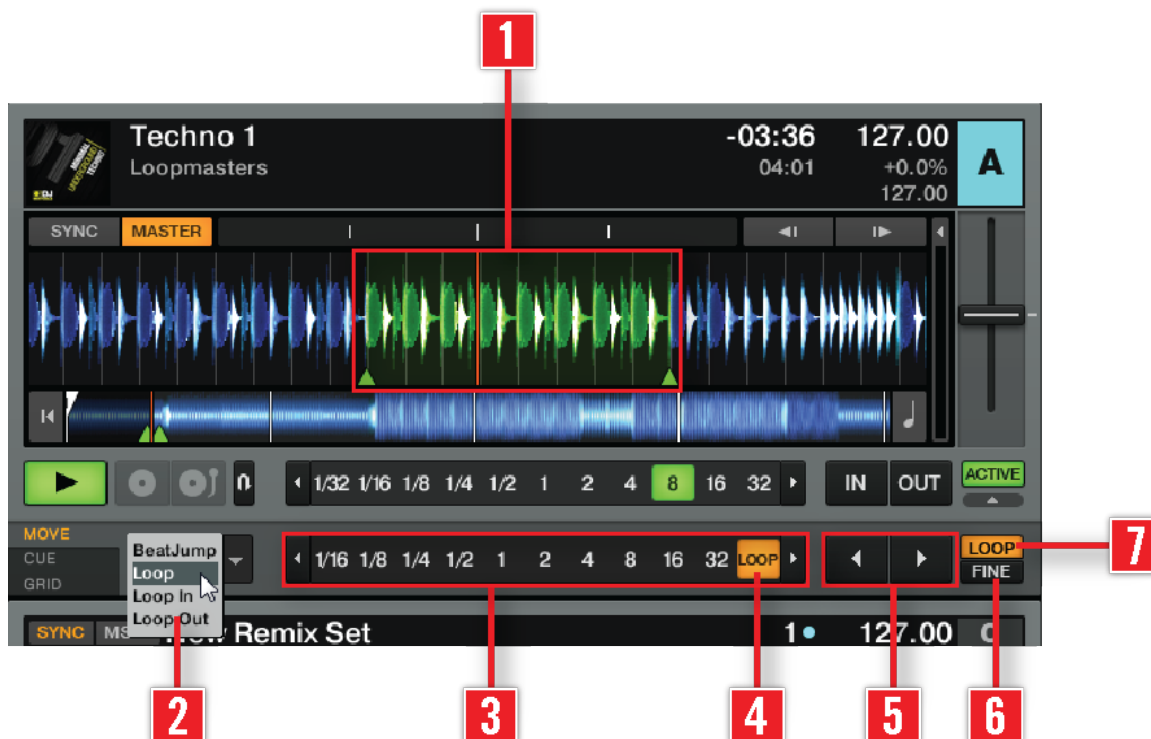 1
Techno 1
-03:36
127.00
A
Loopmasters
04:01
+0.0%
127.00
SYNC
MASTER
1/32 1/16 1/8 1/4 1/2 1 2 4 8 16 32
IN
OUT
ACTIVE
MOVE
CUE
GRID
BeatJump
Loop
Loop In
Loop Out
1/16 1/8 1/4 1/2 1 2 4 8 16 32 LOOP
LOOP
FINE
7
SYNC
Remix Set
1
127.00
2
3
4
5
6